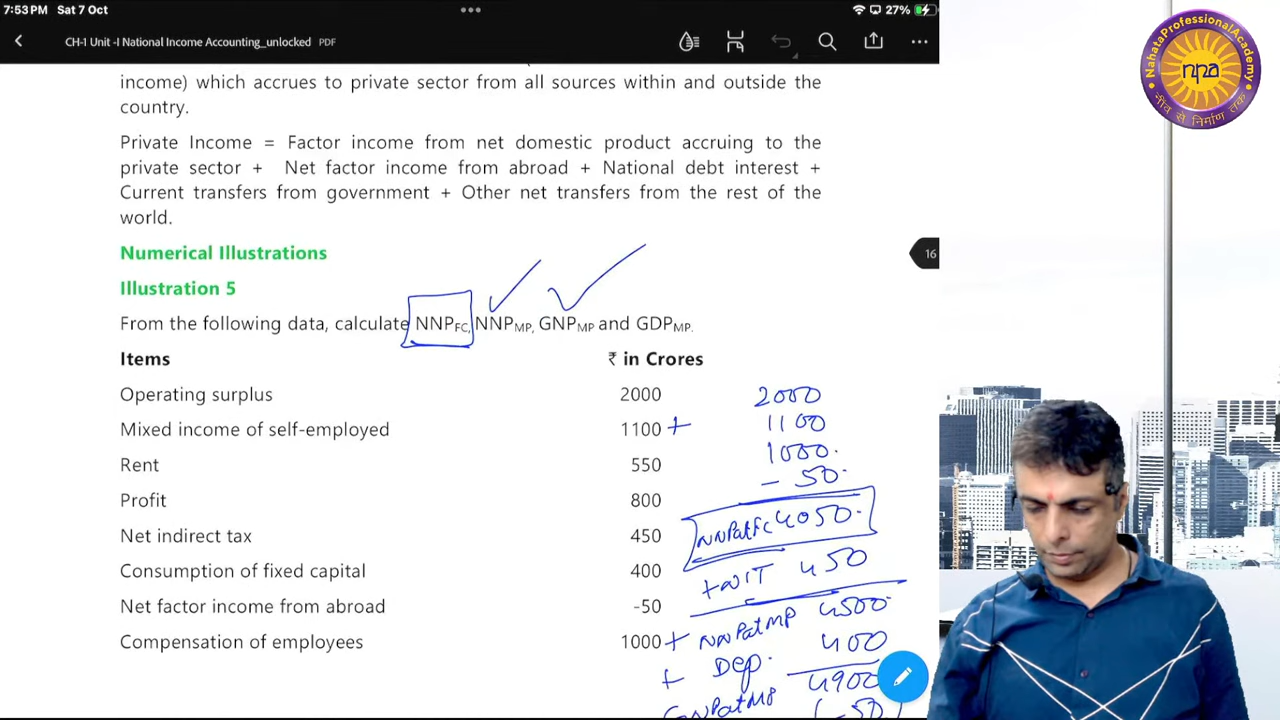 7:53 PM Sat 7 Oct
27%
CH-1 Unit -I National Income Accounting_unlocked PDF
NahataProfessionalAcademy
npa
नींव से निर्माण तक
income) which accrues to private sector from all sources within and outside the
country.
Private Income = Factor income from net domestic product accruing to the
private sector + Net factor income from abroad + National debt interest +
Current transfers from government + Other net transfers from the rest of the
world.
16
Numerical Illustrations
Illustration 5
From the following data, calculate NNPFC, NNPMP, GNPMP and GDPMP.
Items ₹ in Crores
Operating surplus 2000 2000
Mixed income of self-employed 1100 + 1100
Rent 550 1000
- 50
Profit 800
NNPatFC 4050
Net indirect tax 450
+ NIT 450
Consumption of fixed capital 400
Net factor income from abroad -50
NNPatMP 4500
Compensation of employees 1000 +
+ Dep. 400
GNPatMP 4900
(-50)